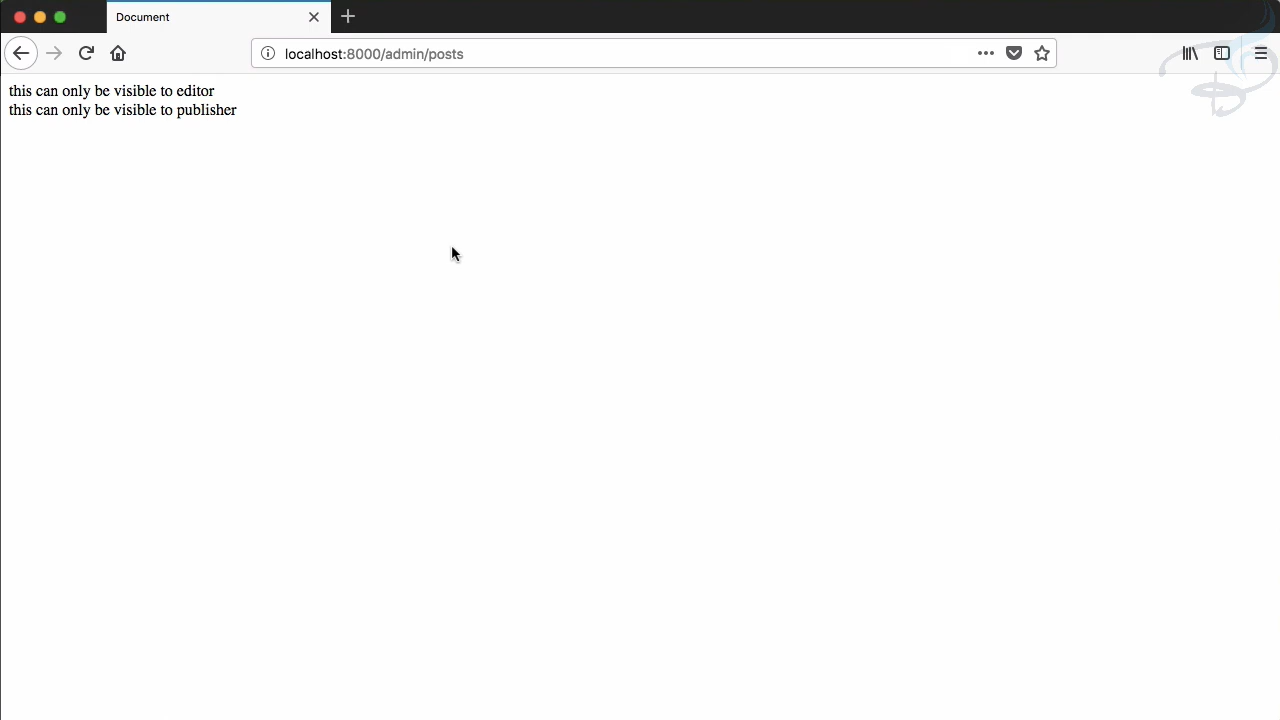 Document
localhost:8000/admin/posts
this can only be visible to editor
this can only be visible to publisher